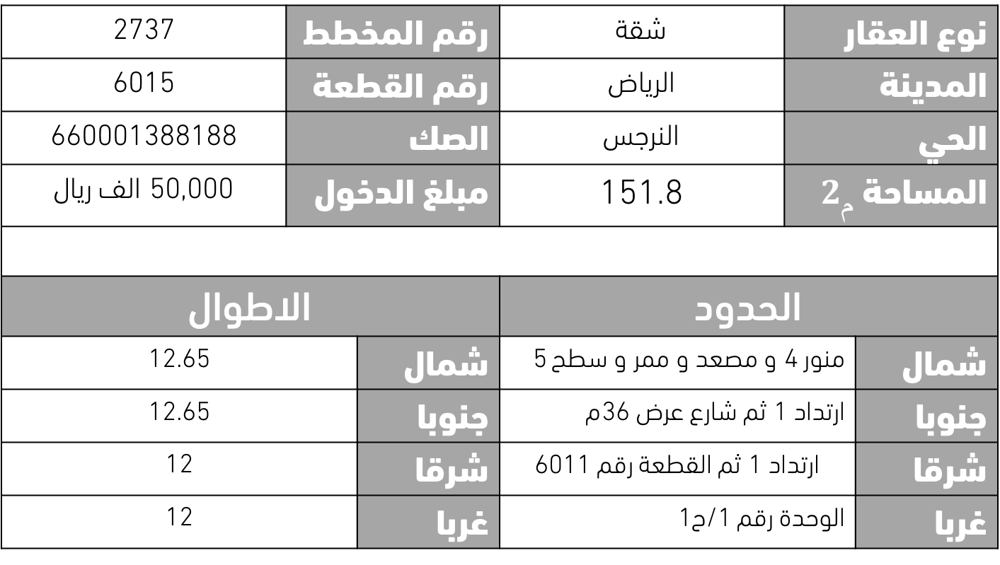 نوع العقار شقة رقم المخطط 2737
المدينة الرياض رقم القطعة 6015
الحي النرجس الصك 660001388188
المساحة م2 151.8 مبلغ الدخول 50,000 الف ريال
الحدود الاطوال
شمال منور 4 و مصعد و ممر و سطح 5 شمال 12.65
جنوبا ارتداد 1 ثم شارع عرض 36م جنوبا 12.65
شرقا ارتداد 1 ثم القطعة رقم 6011 شرقا 12
غربا الوحدة رقم 1/ح1 غربا 12